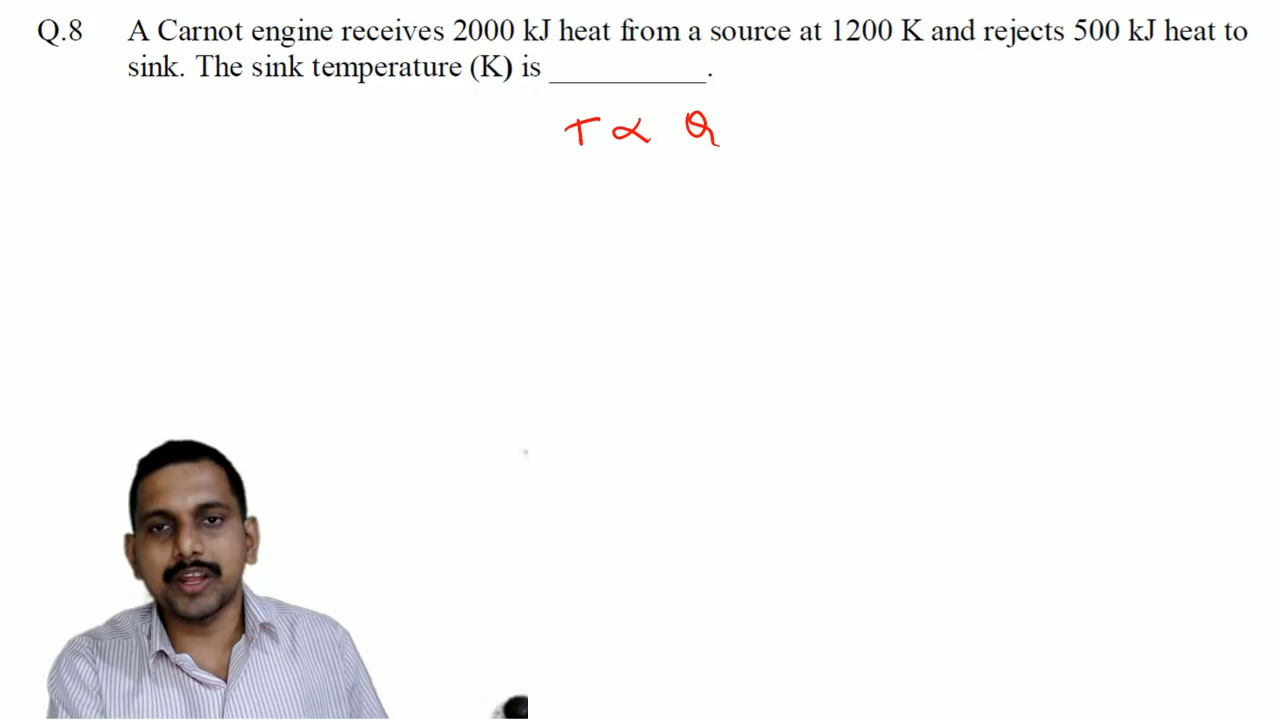 Q.8 A Carnot engine receives 2000 kJ heat from a source at 1200 K and rejects 500 kJ heat to
sink. The sink temperature (K) is __________.
T ∝ Q